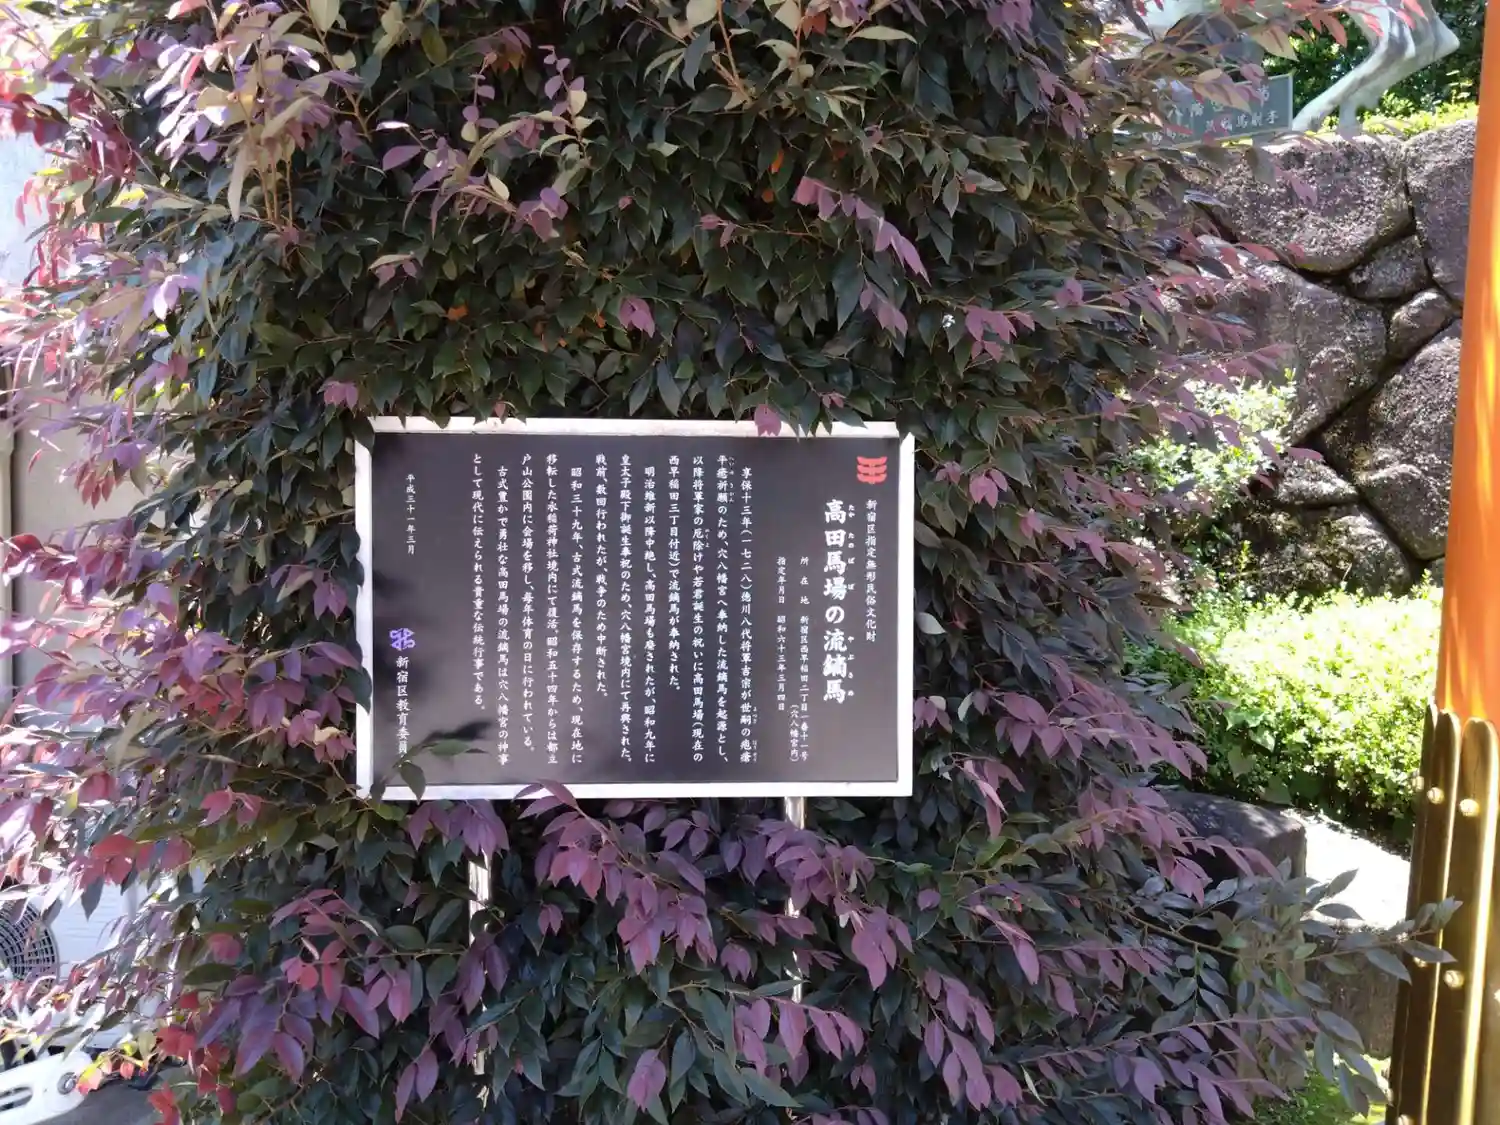 新宿区指定無形民俗文化財
高田馬場の流鏑馬
たかたのばば
やぶさめ
所在地 新宿区西早稲田二丁目一番十一号
(穴八幡宮内)
指定年月日 昭和六十三年三月四日
享保十三年(一七二八)徳川八代将軍吉宗が世嗣の疱瘡
平癒祈願のため、穴八幡宮へ奉納した流鏑馬を起源とし、
以降将軍家の厄除けや若君誕生の祝いに高田馬場(現在の
西早稲田三丁目付近)で流鏑馬が奉納された。
明治維新以降中絶し、高田馬場も廃されたが、昭和九年に
皇太子殿下御誕生奉祝のため、穴八幡宮境内にて再興された。
戦前、数回行われたが、戦争のため中断された。
昭和三十九年、古式流鏑馬を保存するため、現在地に
移転した水稲荷神社境内にて復活。昭和五十四年からは都立
戸山公園内に会場を移し、毎年体育の日に行われている。
古式豊かで勇壮な高田馬場の流鏑馬は穴八幡宮の神事
として現代に伝えられる貴重な伝統行事である。
平成三十一年三月
新宿区教育委員